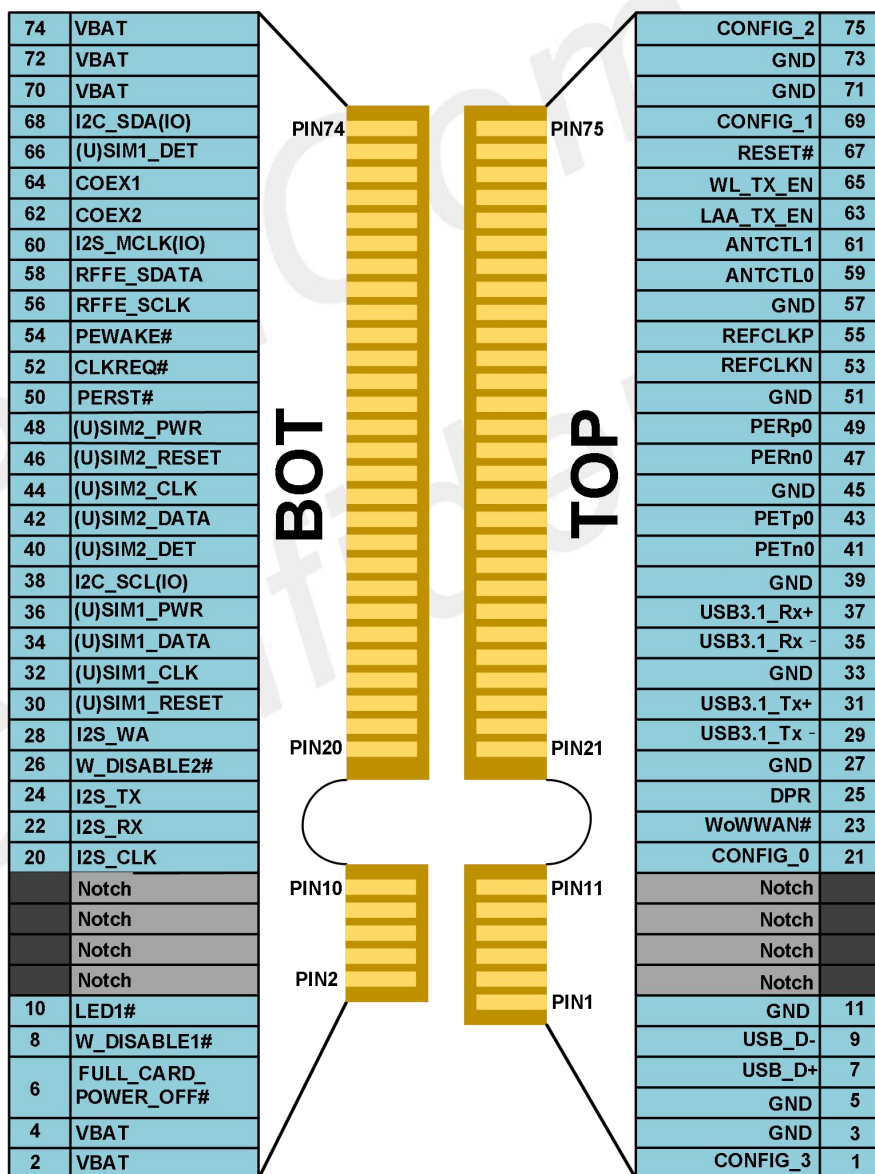 74 VBAT
72 VBAT
70 VBAT
68 I2C_SDA(IO)
66 (U)SIM1_DET
64 COEX1
62 COEX2
60 I2S_MCLK(IO)
58 RFFE_SDATA
56 RFFE_SCLK
54 PEWAKE#
52 CLKREQ#
50 PERST#
48 (U)SIM2_PWR
46 (U)SIM2_RESET
44 (U)SIM2_CLK
42 (U)SIM2_DATA
40 (U)SIM2_DET
38 I2C_SCL(IO)
36 (U)SIM1_PWR
34 (U)SIM1_DATA
32 (U)SIM1_CLK
30 (U)SIM1_RESET
28 I2S_WA
26 W_DISABLE2#
24 I2S_TX
22 I2S_RX
20 I2S_CLK
Notch
Notch
Notch
Notch
10 LED1#
8 W_DISABLE1#
6 FULL_CARD_
POWER_OFF#
4 VBAT
2 VBAT
PIN74
BOT
PIN20
PIN10
PIN2
PIN75
TOP
PIN21
PIN11
PIN1
CONFIG_2 75
GND 73
GND 71
CONFIG_1 69
RESET# 67
WL_TX_EN 65
LAA_TX_EN 63
ANTCTL1 61
ANTCTL0 59
GND 57
REFCLKP 55
REFCLKN 53
GND 51
PERp0 49
PERn0 47
GND 45
PETp0 43
PETn0 41
GND 39
USB3.1_Rx+ 37
USB3.1_Rx - 35
GND 33
USB3.1_Tx+ 31
USB3.1_Tx - 29
GND 27
DPR 25
WoWWAN# 23
CONFIG_0 21
Notch
Notch
Notch
Notch
GND 11
USB_D- 9
USB_D+ 7
GND 5
GND 3
CONFIG_3 1